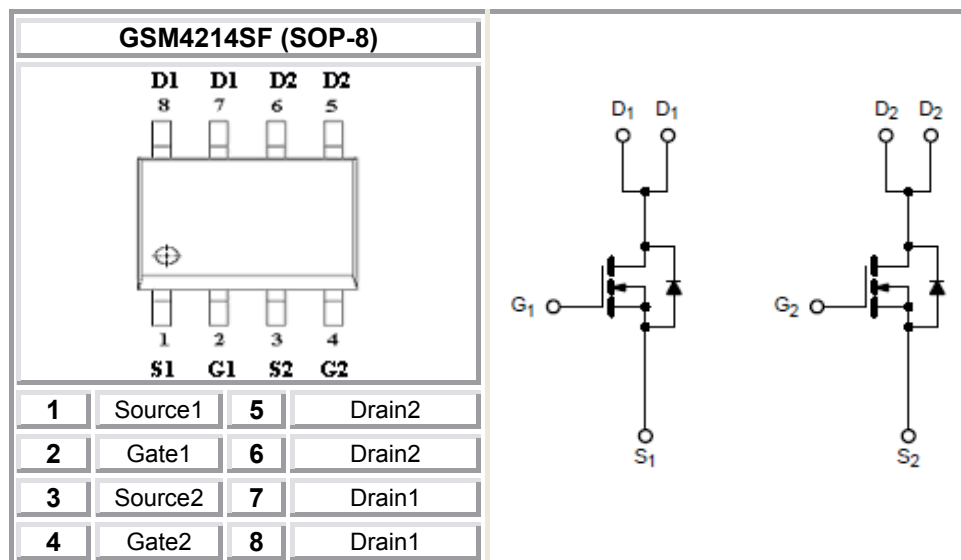 GSM4214SF (SOP-8)
D1 D1 D2 D2
8 7 6 5
1 2 3 4
S1 G1 S2 G2
1 Source1 5 Drain2
2 Gate1 6 Drain2
3 Source2 7 Drain1
4 Gate2 8 Drain1
D1 D1 D2 D2
G1 G2
S1 S2